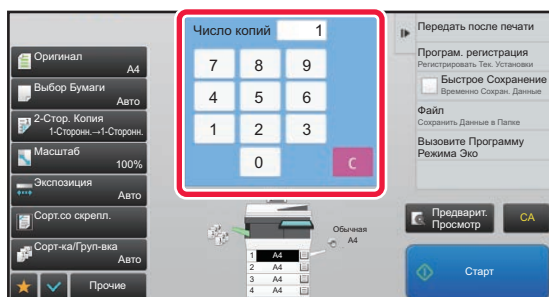 Оригинал
A4
Выбор Бумаги
Авто
2-Стор. Копия
1-Сторонн.→1-Сторонн.
Масштаб
100%
Экспозиция
Авто
Сорт.со скрепл.
Сорт-ка/Груп-вка
Авто
Прочие
Число копий 1
7 8 9
4 5 6
1 2 3
0 C
Обычная
A4
1 A4
2 A4
3 A4
4 A4
Передать после печати
Програм. регистрация
Регистрировать Тек. Установки
Быстрое Сохранение
Временно Сохран. Данные
Файл
Сохранить Данные в Папке
Вызовите Программу
Режима Эко
Предварит.
Просмотр
CA
Старт